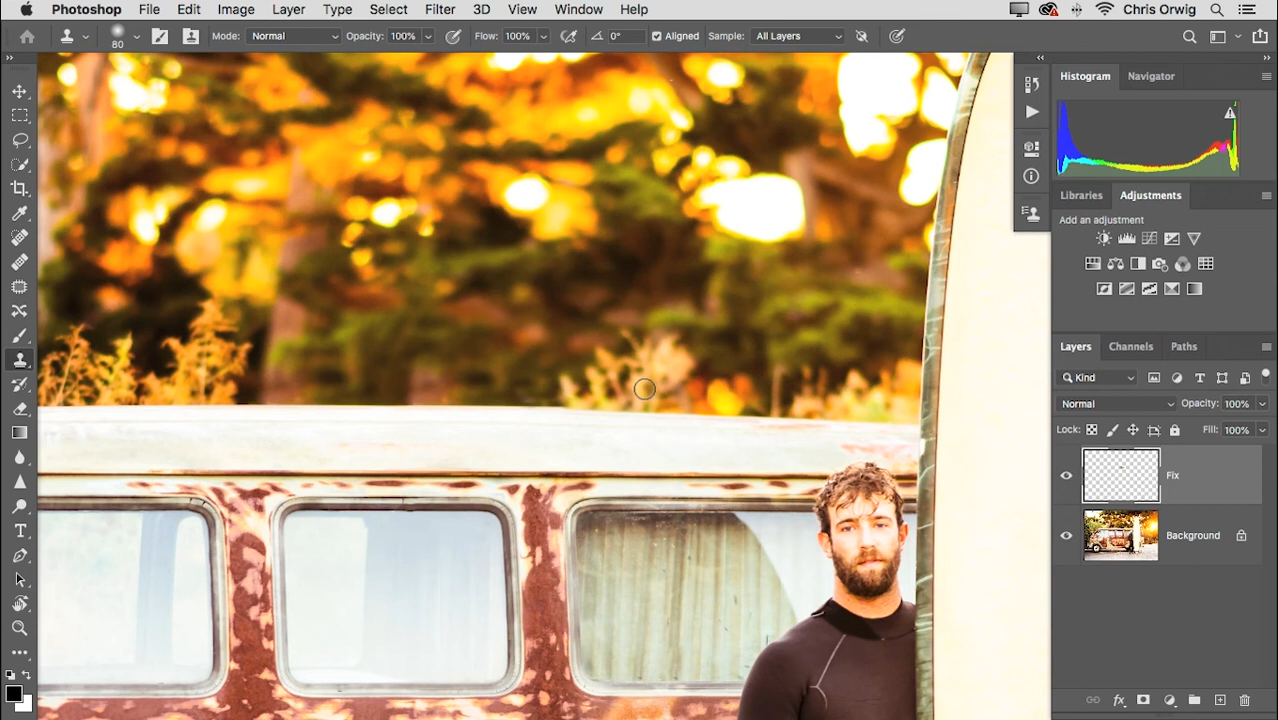 Photoshop File Edit Image Layer Type Select Filter 3D View Window Help Chris Orwig
80 Mode: Normal Opacity: 100% Flow: 100% 0° Aligned Sample: All Layers
Histogram Navigator
Libraries Adjustments
Add an adjustment
Layers Channels Paths
Kind
Normal Opacity: 100%
Lock: Fill: 100%
Fix
Background